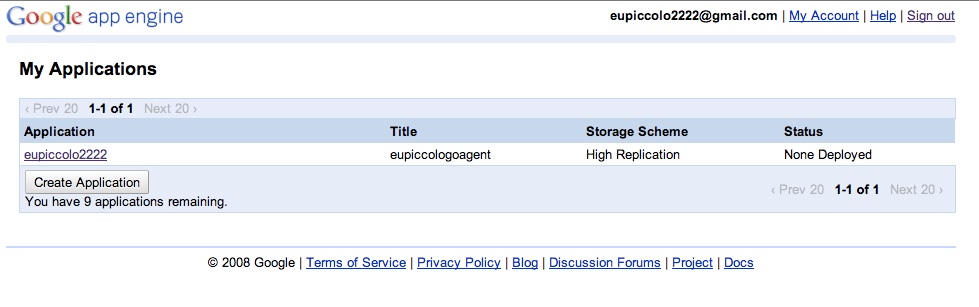 Google app engine
eupiccolo2222@gmail.com | My Account | Help | Sign out
My Applications
‹ Prev 20 1-1 of 1 Next 20 ›
Application Title Storage Scheme Status
eupiccolo2222 eupiccologoagent High Replication None Deployed
Create Application
‹ Prev 20 1-1 of 1 Next 20 ›
You have 9 applications remaining.
© 2008 Google | Terms of Service | Privacy Policy | Blog | Discussion Forums | Project | Docs